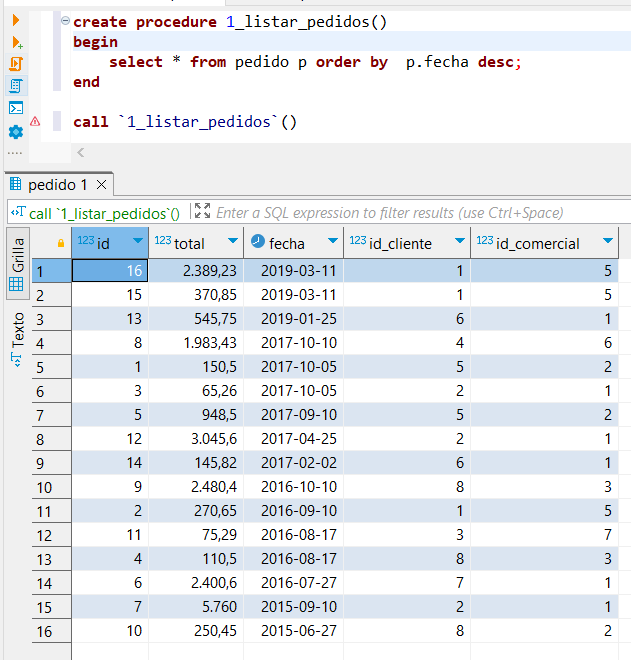 create procedure 1_listar_pedidos()
begin
select * from pedido p order by  p.fecha desc;
end
call `1_listar_pedidos`()
pedido 1
call `1_listar_pedidos`() Enter a SQL expression to filter results (use Ctrl+Space)
Grilla
Texto
123 id 123 total fecha 123 id_cliente 123 id_comercial
1 16 2.389,23 2019-03-11 1 5
2 15 370,85 2019-03-11 1 5
3 13 545,75 2019-01-25 6 1
4 8 1.983,43 2017-10-10 4 6
5 1 150,5 2017-10-05 5 2
6 3 65,26 2017-10-05 2 1
7 5 948,5 2017-09-10 5 2
8 12 3.045,6 2017-04-25 2 1
9 14 145,82 2017-02-02 6 1
10 9 2.480,4 2016-10-10 8 3
11 2 270,65 2016-09-10 1 5
12 11 75,29 2016-08-17 3 7
13 4 110,5 2016-08-17 8 3
14 6 2.400,6 2016-07-27 7 1
15 7 5.760 2015-09-10 2 1
16 10 250,45 2015-06-27 8 2